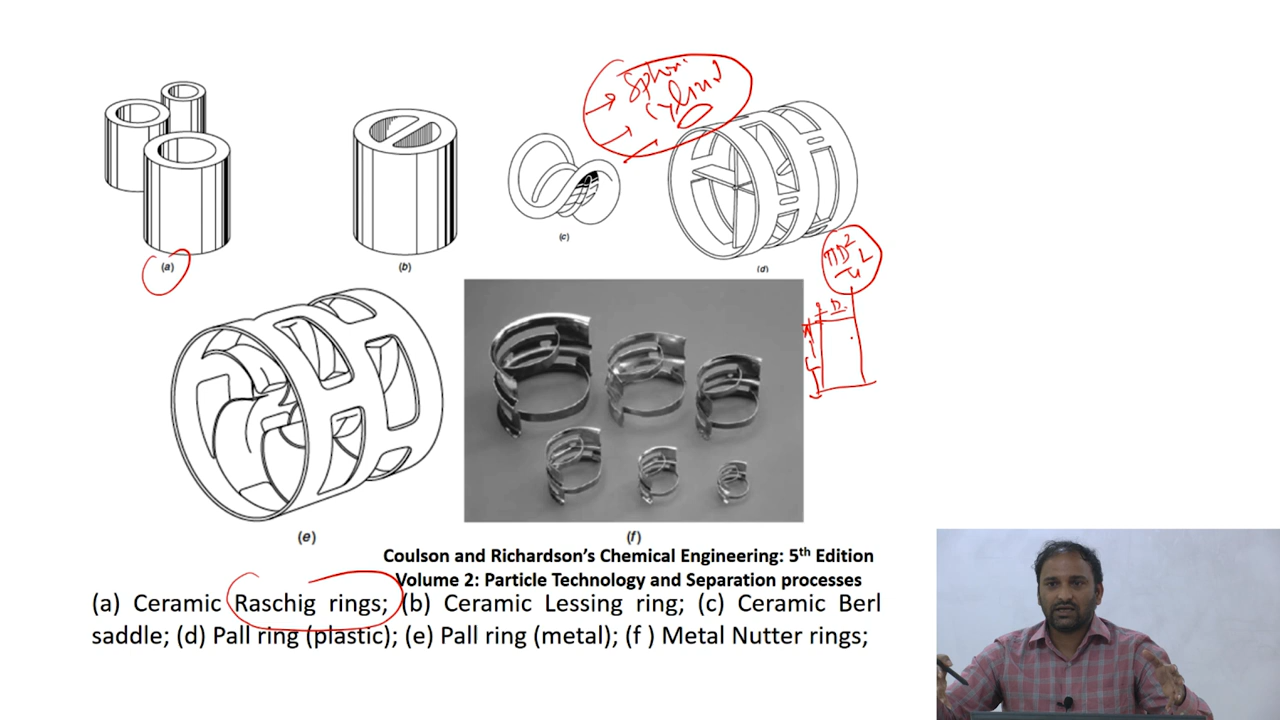 (a)
(b)
(c)
(d)
(e)
(f)
πD²
L
D
L
Coulson and Richardson's Chemical Engineering: 5th Edition
Volume 2: Particle Technology and Separation processes
(a) Ceramic Raschig rings; (b) Ceramic Lessing ring; (c) Ceramic Berl
saddle; (d) Pall ring (plastic); (e) Pall ring (metal); (f ) Metal Nutter rings;